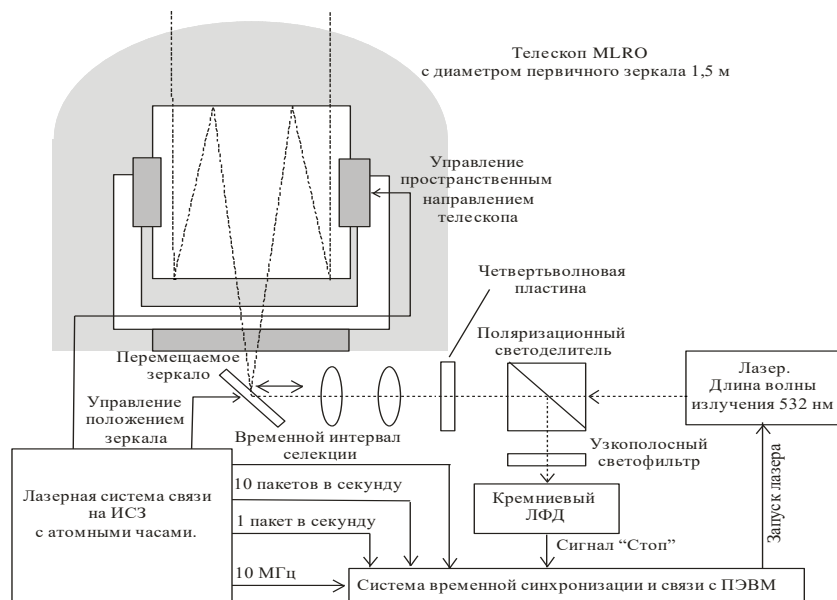 Телескоп MLRO
с диаметром первичного зеркала 1,5 м
Управление
пространственным
направлением
телескопа
Четвертьволновая
пластина
Поляризационный
светоделитель
Перемещаемое
зеркало
Лазер.
Длина волны
излучения 532 нм
Управление
положением
зеркала
Временной интервал
селекции
Узкополосный
светофильтр
Лазерная система связи
на ИСЗ
с атомными часами.
10 пакетов в секунду
1 пакет в секунду
10 МГц
Кремниевый
ЛФД
Сигнал “Стоп”
Запуск лазера
Система временной синхронизации и связи с ПЭВМ